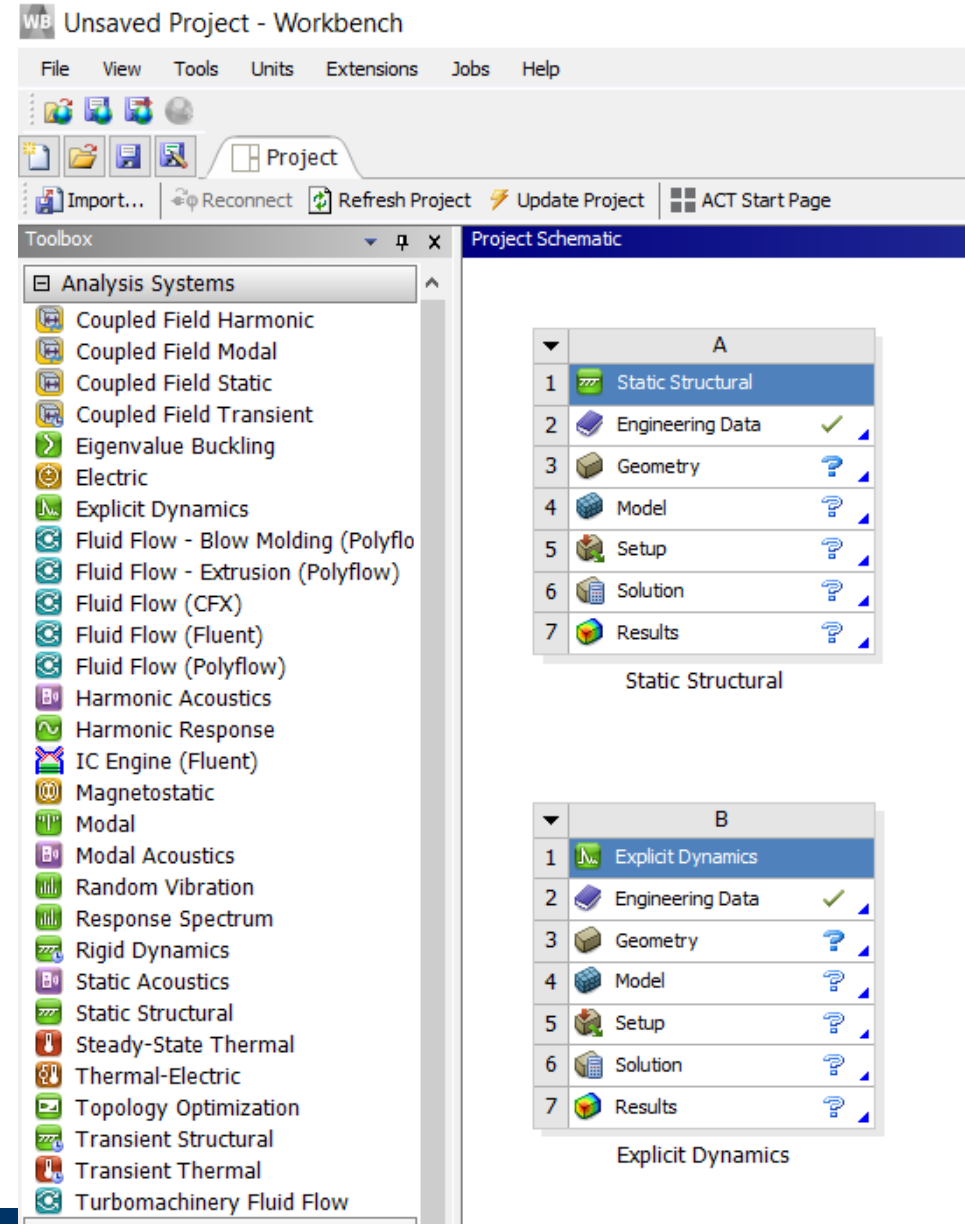 WB Unsaved Project - Workbench
File View Tools Units Extensions Jobs Help
Project
Import... Reconnect Refresh Project Update Project ACT Start Page
Toolbox
Analysis Systems
Coupled Field Harmonic
Coupled Field Modal
Coupled Field Static
Coupled Field Transient
Eigenvalue Buckling
Electric
Explicit Dynamics
Fluid Flow - Blow Molding (Polyflo
Fluid Flow - Extrusion (Polyflow)
Fluid Flow (CFX)
Fluid Flow (Fluent)
Fluid Flow (Polyflow)
Harmonic Acoustics
Harmonic Response
IC Engine (Fluent)
Magnetostatic
Modal
Modal Acoustics
Random Vibration
Response Spectrum
Rigid Dynamics
Static Acoustics
Static Structural
Steady-State Thermal
Thermal-Electric
Topology Optimization
Transient Structural
Transient Thermal
Turbomachinery Fluid Flow
Project Schematic
A
1 Static Structural
2 Engineering Data
3 Geometry ?
4 Model ?
5 Setup ?
6 Solution ?
7 Results ?
Static Structural
B
1 Explicit Dynamics
2 Engineering Data
3 Geometry ?
4 Model ?
5 Setup ?
6 Solution ?
7 Results ?
Explicit Dynamics